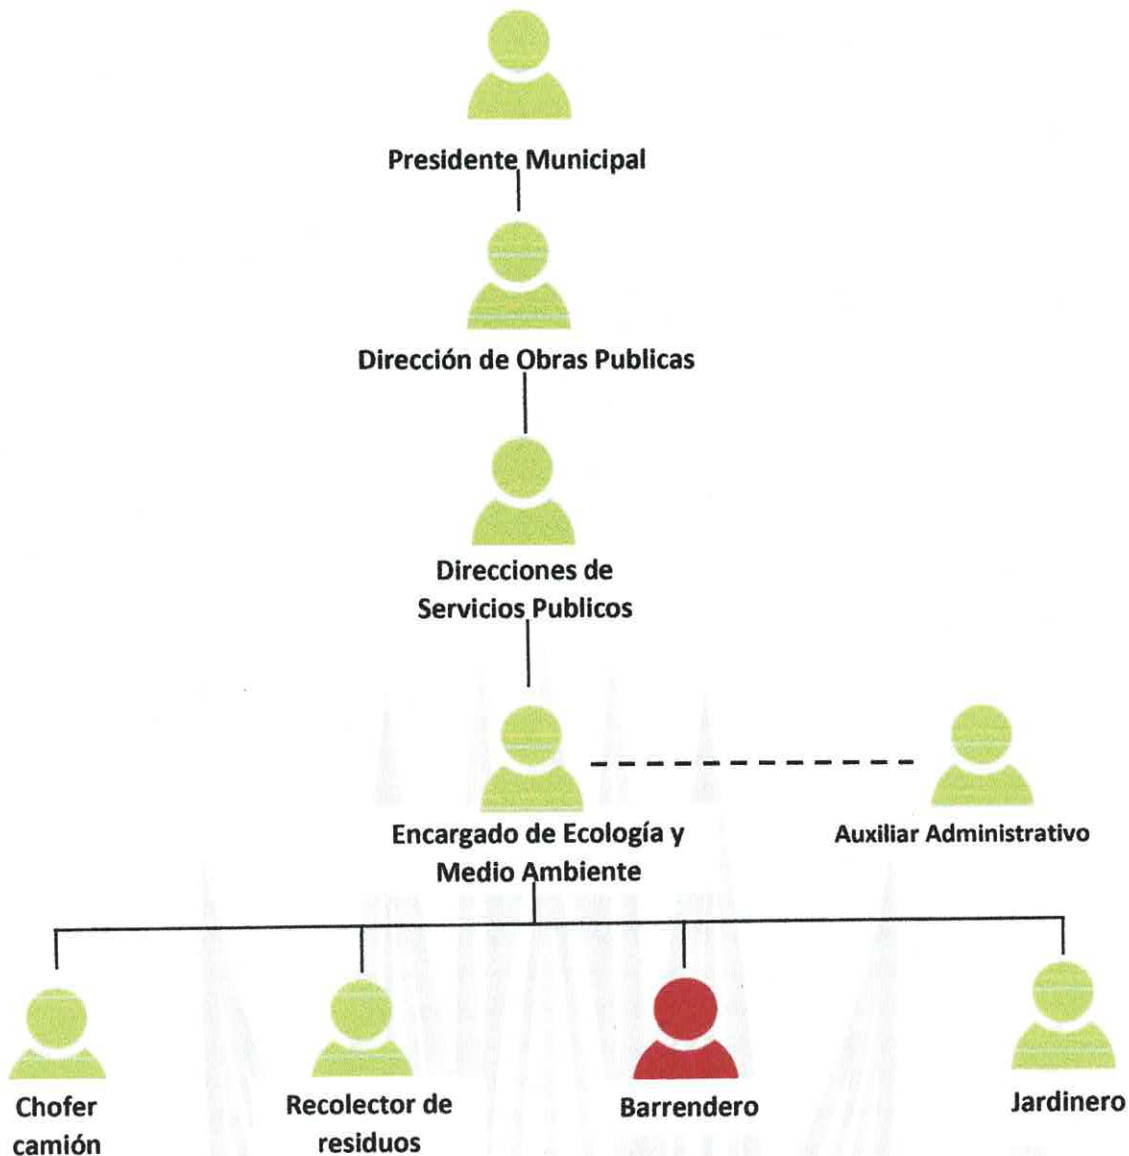 Presidente Municipal
Dirección de Obras Publicas
Direcciones de
Servicios Publicos
Encargado de Ecología y
Medio Ambiente
Auxiliar Administrativo
Chofer
camión
Recolector de
residuos
Barrendero
Jardinero